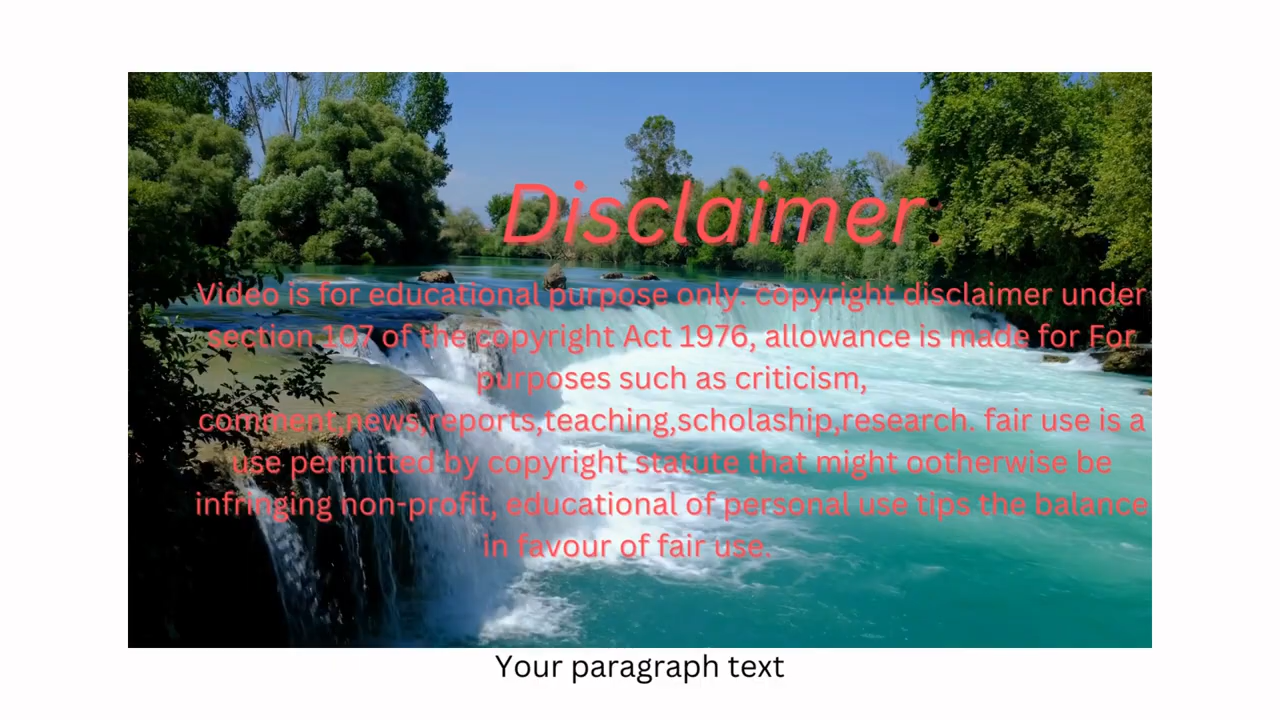 Disclaimer:
Video is for educational purpose only. copyright disclaimer under
section 107 of the copyright Act 1976, allowance is made for For
purposes such as criticism,
comment,news,reports,teaching,scholaship,research. fair use is a
use permitted by copyright statute that might ootherwise be
infringing non-profit, educational of personal use tips the balance
in favour of fair use.
Your paragraph text